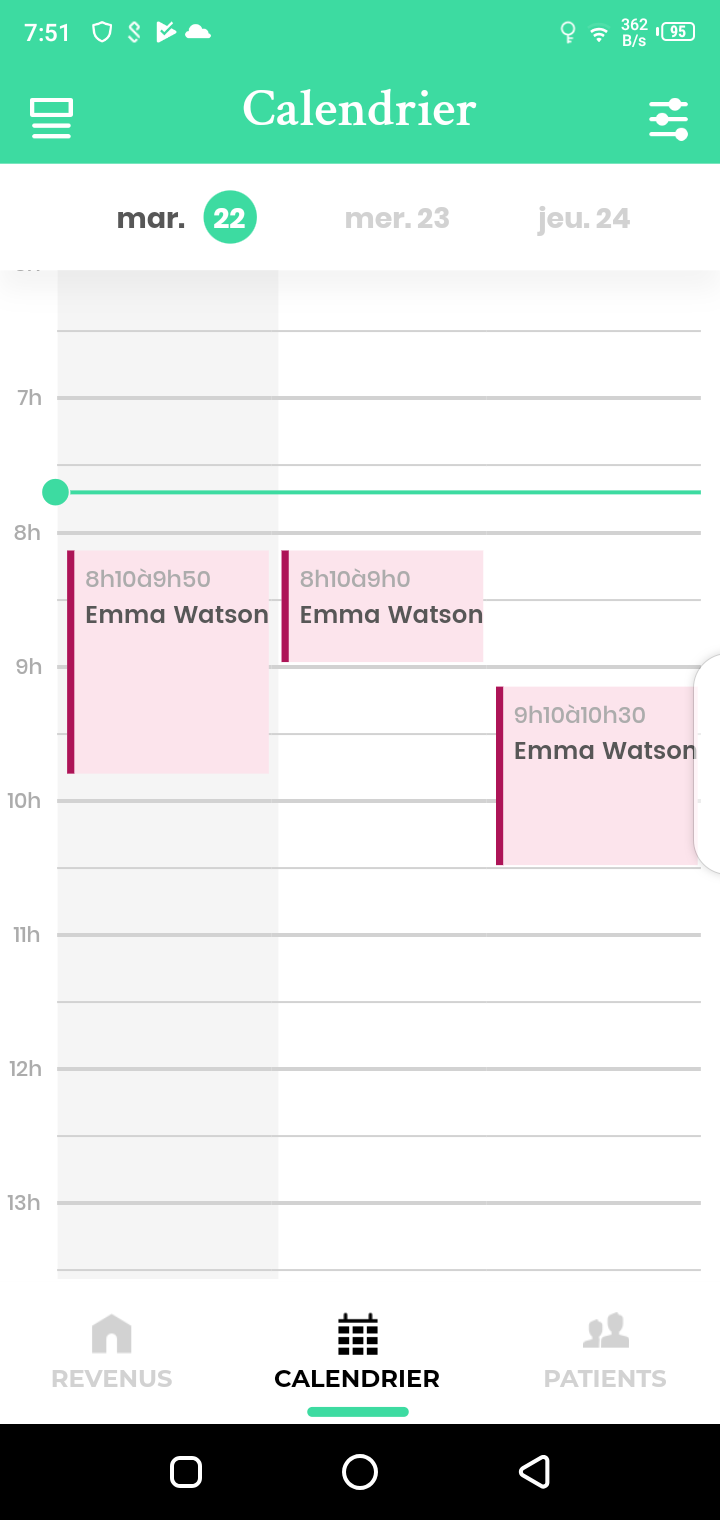 7:51
362
B/s
95
Calendrier
mar. 22 mer. 23 jeu. 24
7h
8h
8h10à9h50
Emma Watson
8h10à9h0
Emma Watson
9h
9h10à10h30
Emma Watson
10h
11h
12h
13h
REVENUS
CALENDRIER
PATIENTS